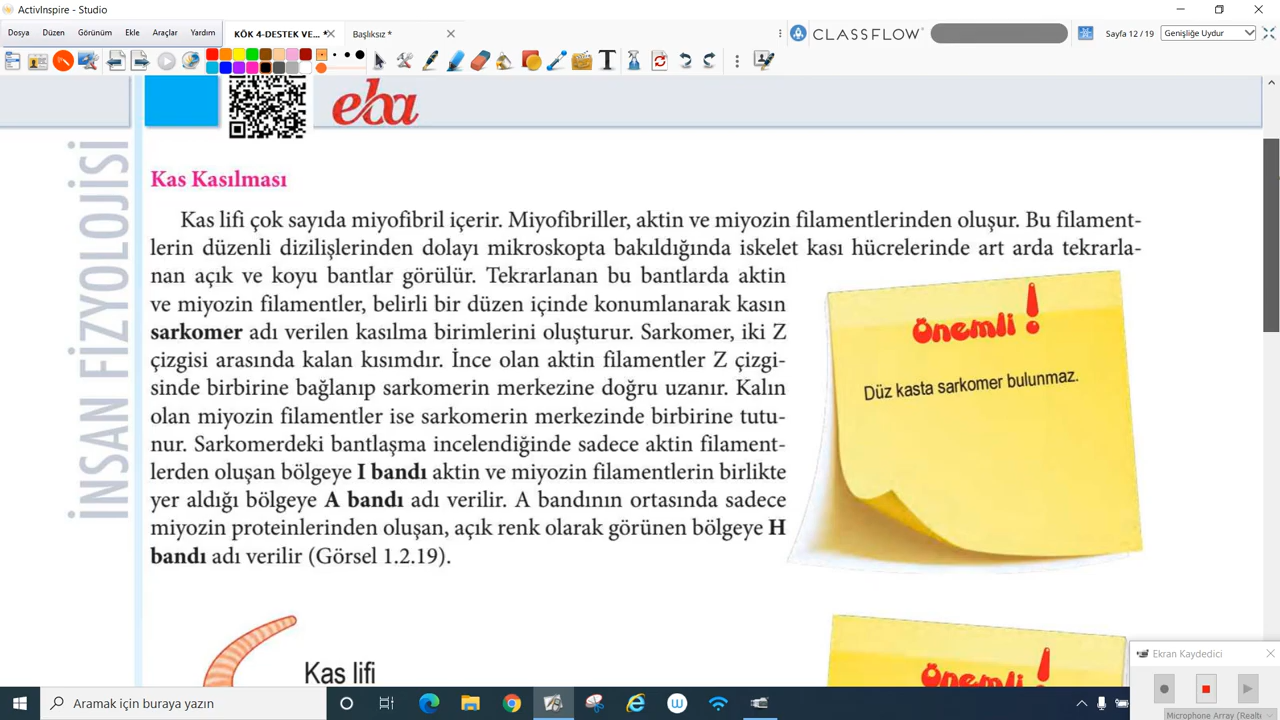 ActivInspire - Studio
Dosya Düzen Görünüm Ekle Araçlar Yardım
KÖK 4-DESTEK VE... *
Başlıksız *
CLASSFLOW
Sayfa 12 / 19
Genişliğe Uydur
eba
İNSAN FİZYOLOJİSİ
Kas Kasılması
Kas lifi çok sayıda miyofibril içerir. Miyofibriller, aktin ve miyozin filamentlerinden oluşur. Bu filament-
lerin düzenli dizilişlerinden dolayı mikroskopta bakıldığında iskelet kası hücrelerinde art arda tekrarla-
nan açık ve koyu bantlar görülür. Tekrarlanan bu bantlarda aktin
ve miyozin filamentler, belirli bir düzen içinde konumlanarak kasın
sarkomer adı verilen kasılma birimlerini oluşturur. Sarkomer, iki Z
çizgisi arasında kalan kısımdır. İnce olan aktin filamentler Z çizgi-
sinde birbirine bağlanıp sarkomerin merkezine doğru uzanır. Kalın
olan miyozin filamentler ise sarkomerin merkezinde birbirine tutu-
nur. Sarkomerdeki bantlaşma incelendiğinde sadece aktin filament-
lerden oluşan bölgeye I bandı aktin ve miyozin filamentlerin birlikte
yer aldığı bölgeye A bandı adı verilir. A bandının ortasında sadece
miyozin proteinlerinden oluşan, açık renk olarak görünen bölgeye H
bandı adı verilir (Görsel 1.2.19).
Önemli !
Düz kasta sarkomer bulunmaz.
Kas lifi
Önemli !
Ekran Kaydedici
Microphone Array (Realte
Aramak için buraya yazın